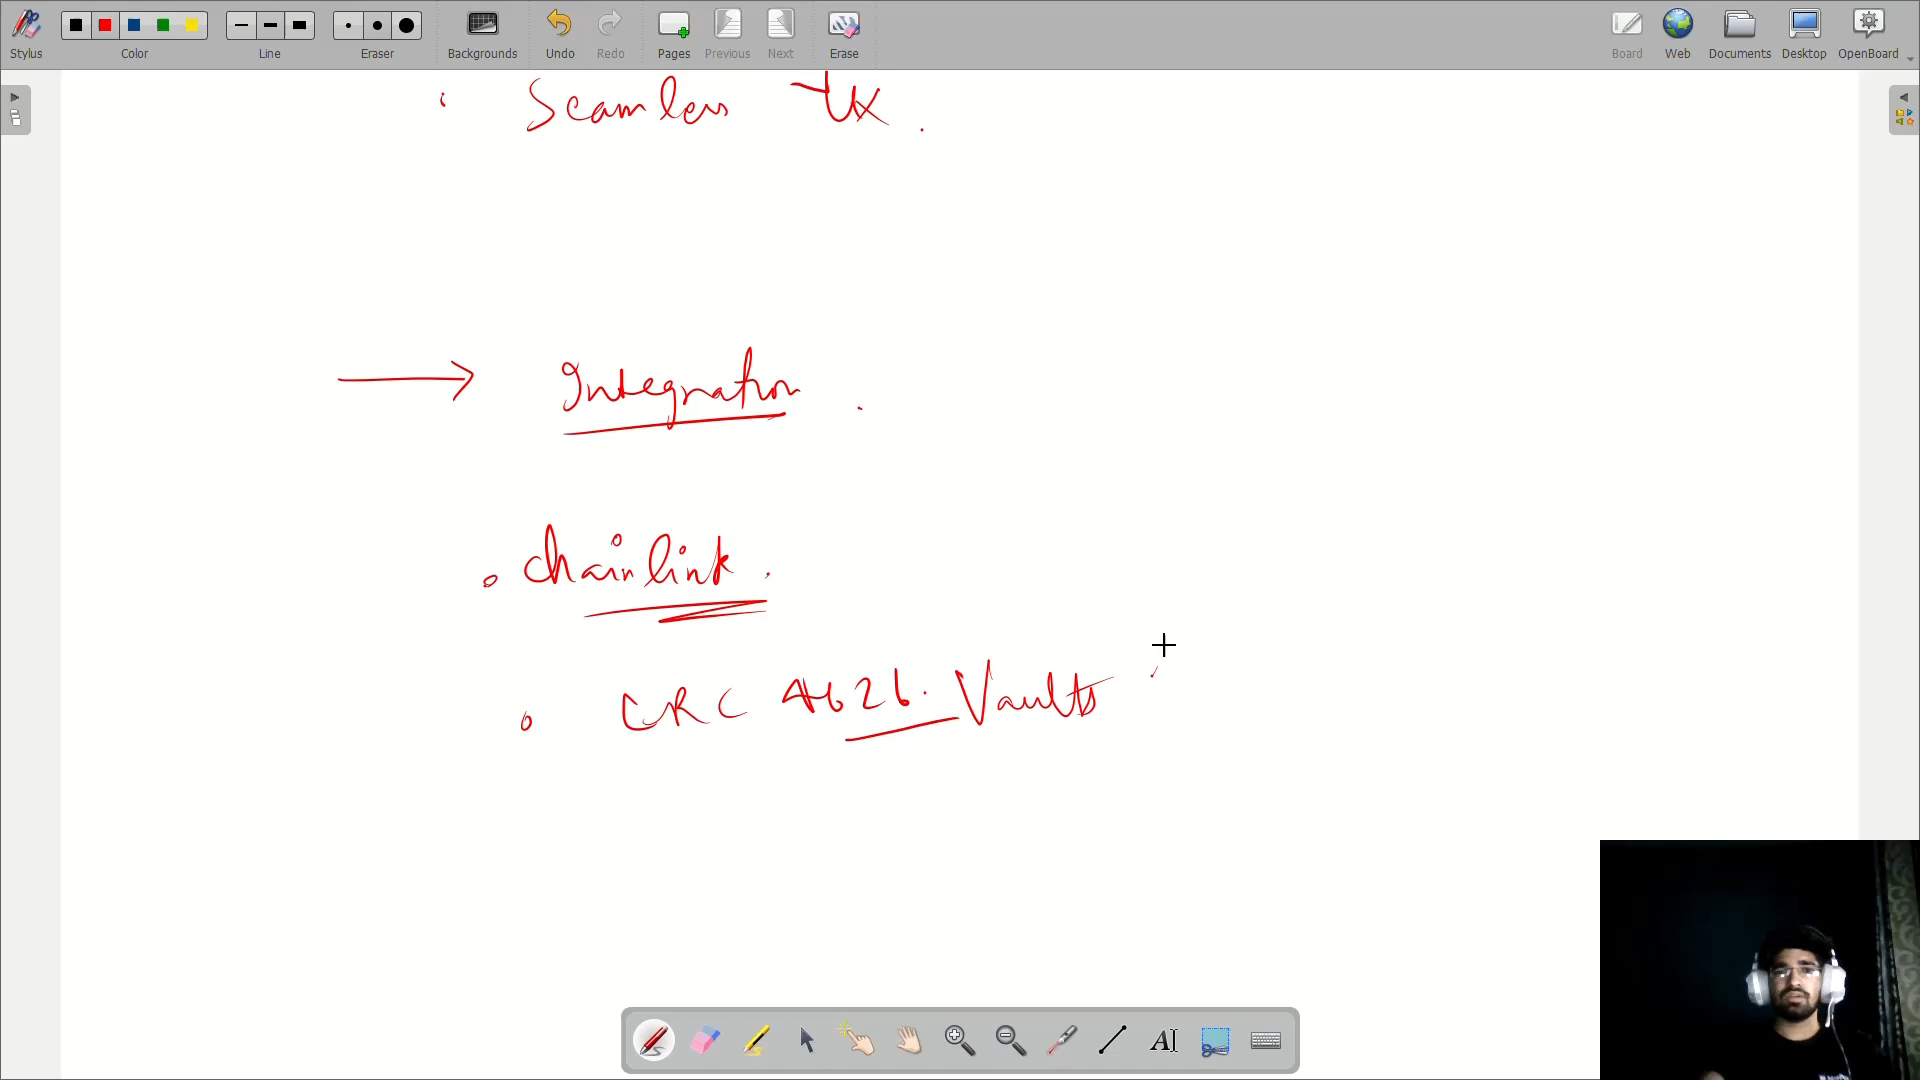 Stylus Color Line Eraser Backgrounds Undo Redo Pages Previous Next Erase Board Web Documents Desktop OpenBoard
Seamless Tx.
Integration.
chainlink.
ERC 4626. Vaults
AI